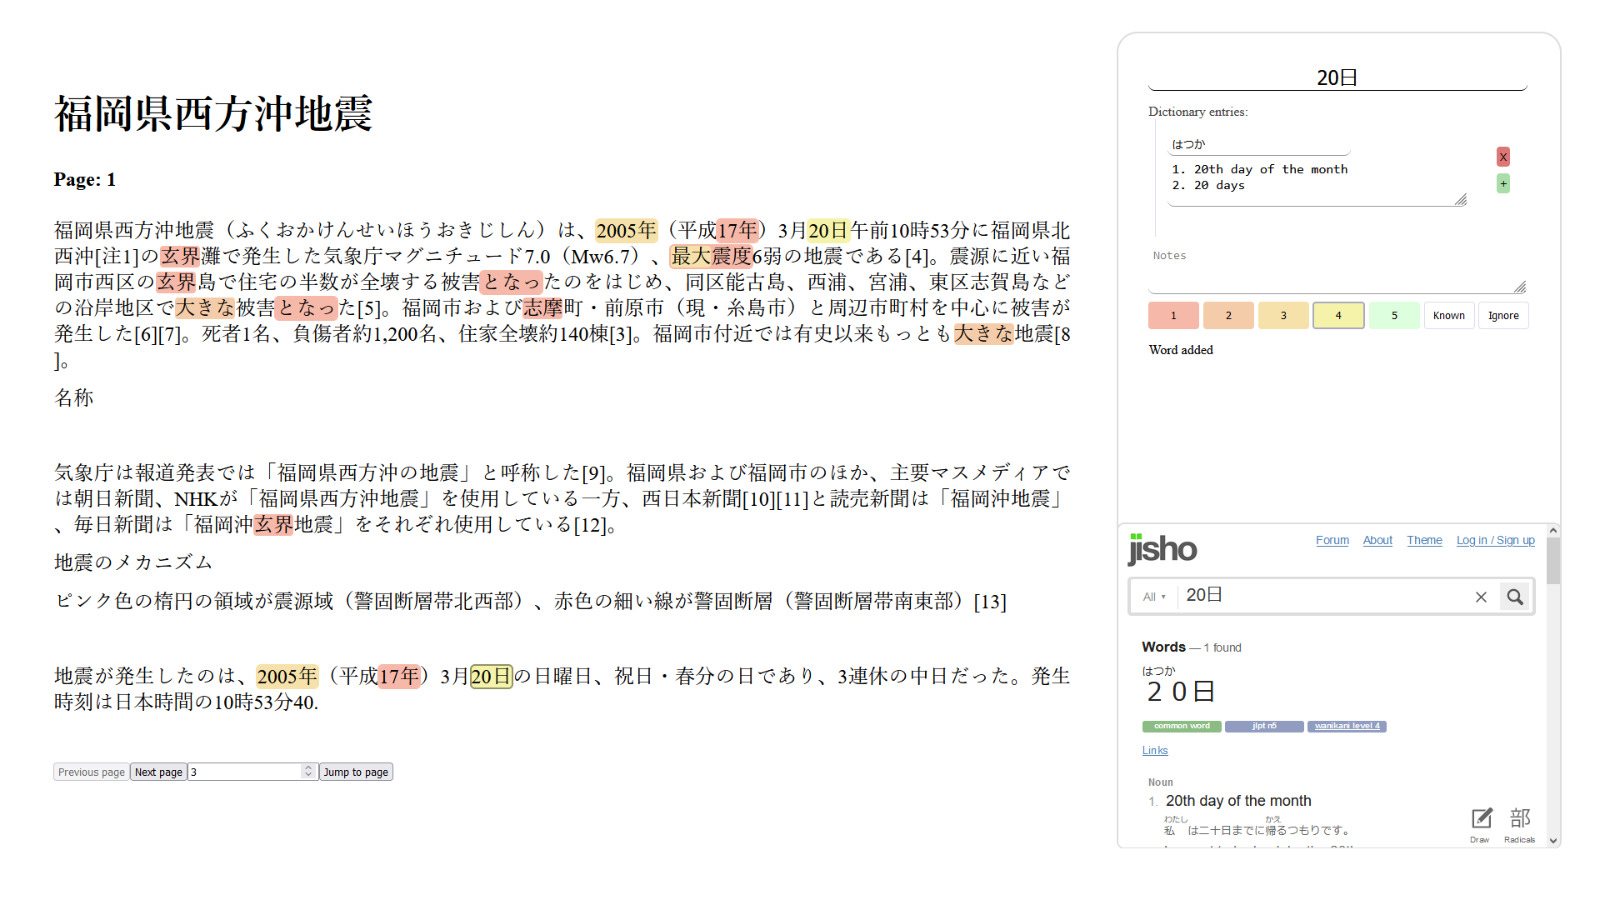 福岡県西方沖地震
Page: 1
福岡県西方沖地震（ふくおかけんせいほうおきじしん）は、2005年（平成17年）3月20日午前10時53分に福岡県北
西沖[注1]の玄界灘で発生した気象庁マグニチュード7.0（Mw6.7）、最大震度6弱の地震である[4]。震源に近い福
岡市西区の玄界島で住宅の半数が全壊する被害となったのをはじめ、同区能古島、西浦、宮浦、東区志賀島など
の沿岸地区で大きな被害となった[5]。福岡市および志摩町・前原市（現・糸島市）と周辺市町村を中心に被害が
発生した[6][7]。死者1名、負傷者約1,200名、住家全壊約140棟[3]。福岡市付近では有史以来もっとも大きな地震[8
]。
名称
気象庁は報道発表では「福岡県西方沖の地震」と呼称した[9]。福岡県および福岡市のほか、主要マスメディアで
は朝日新聞、NHKが「福岡県西方沖地震」を使用している一方、西日本新聞[10][11]と読売新聞は「福岡沖地震」
、毎日新聞は「福岡沖玄界地震」をそれぞれ使用している[12]。
地震のメカニズム
ピンク色の楕円の領域が震源域（警固断層帯北西部）、赤色の細い線が警固断層（警固断層帯南東部）[13]
地震が発生したのは、2005年（平成17年）3月20日の日曜日、祝日・春分の日であり、3連休の中日だった。発生
時刻は日本時間の10時53分40.
Previous page Next page 3 Jump to page
20日
Dictionary entries:
はつか
1. 20th day of the month
2. 20 days
X
+
Notes
1 2 3 4 5 Known Ignore
Word added
jisho
Forum About Theme Log in / Sign up
All 20日
Words — 1 found
はつか
２０日
common word jlpt n5 wanikani level 4
Links
Noun
1. 20th day of the month
わたし かえ
私 は二十日までに帰るつもりです。
Draw 部 Radicals